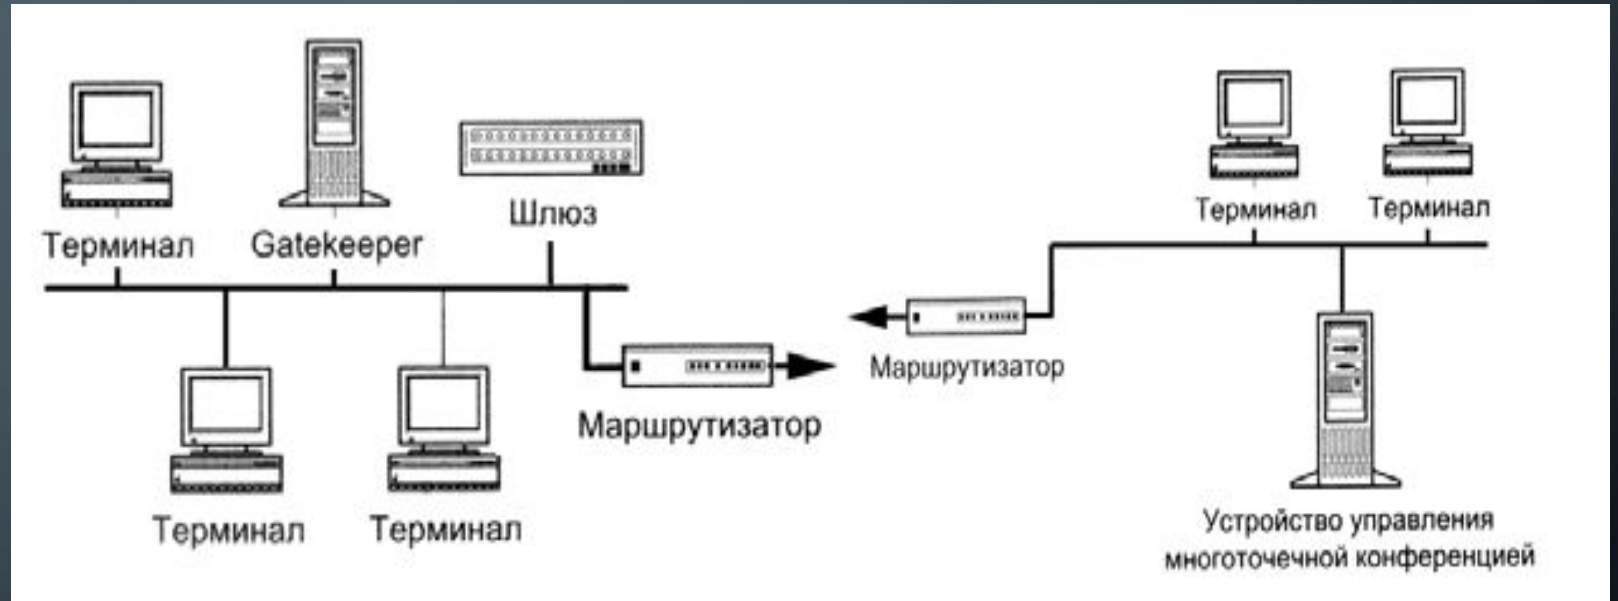 Терминал
Gatekeeper
Шлюз
Терминал
Терминал
Маршрутизатор
Терминал
Терминал
Маршрутизатор
Устройство управления
многоточечной конференцией